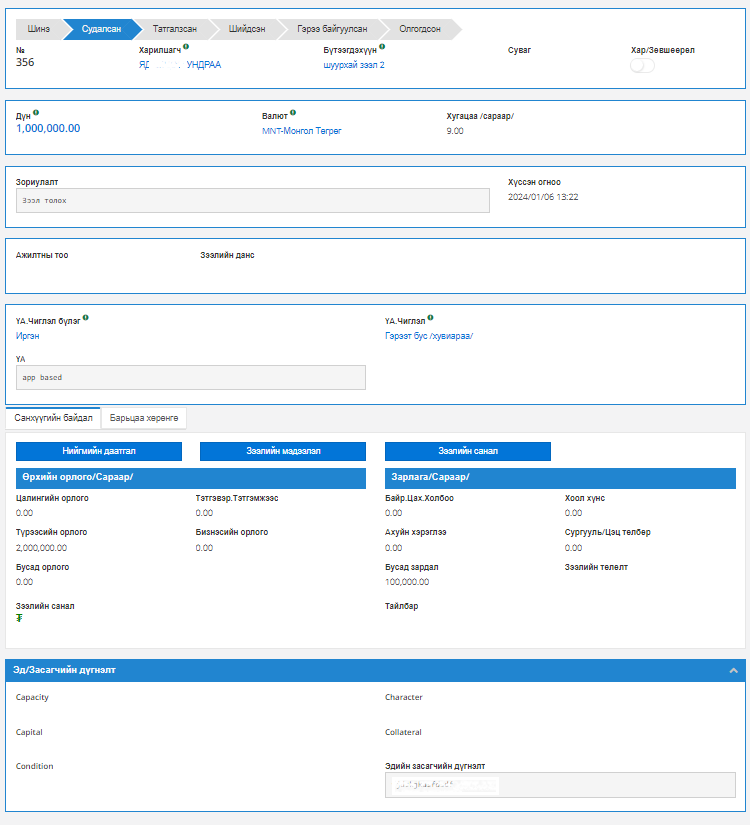 Шинэ Судалсан Татгалзсан Шийдсэн Гэрээ байгуулсан Олгогдсон
№ Харилцагч Бүтээгдэхүүн Суваг Хар/Зөвшөөрөл
356 УНДРАА шуурхай зээл 2
Дүн Валют Хугацаа /сараар/
1,000,000.00 MNT-Монгол Төгрөг 9.00
Зориулалт Хүссэн огноо
Зээл төлөх 2024/01/06 13:22
Ажилтны тоо Зээлийн данс
ҮА.Чиглэл бүлэг ҮА.Чиглэл
Иргэн Гэрээт бус /хувиараа/
ҮА
app based
Санхүүгийн байдал Барьцаа хөрөнгө
Нийгмийн даатгал Зээлийн мэдээлэл Зээлийн санал
Өрхийн орлого/Сараар/ Зарлага/Сараар/
Цалингийн орлого Тэтгэвэр.Тэтгэмжээс Байр.Цах.Холбоо Хоол хүнс
0.00 0.00 0.00 0.00
Түрээсийн орлого Бизнэсийн орлого Ахуйн хэрэглээ Сургууль/Цэц төлбөр
2,000,000.00 0.00 0.00 0.00
Бусад орлого Бусад зардал Зээлийн төлөлт
0.00 100,000.00
Зээлийн санал Тайлбар
₮
Эд/Засагчийн дүгнэлт
Capacity Character
Capital Collateral
Condition Эдийн засагчийн дүгнэлт